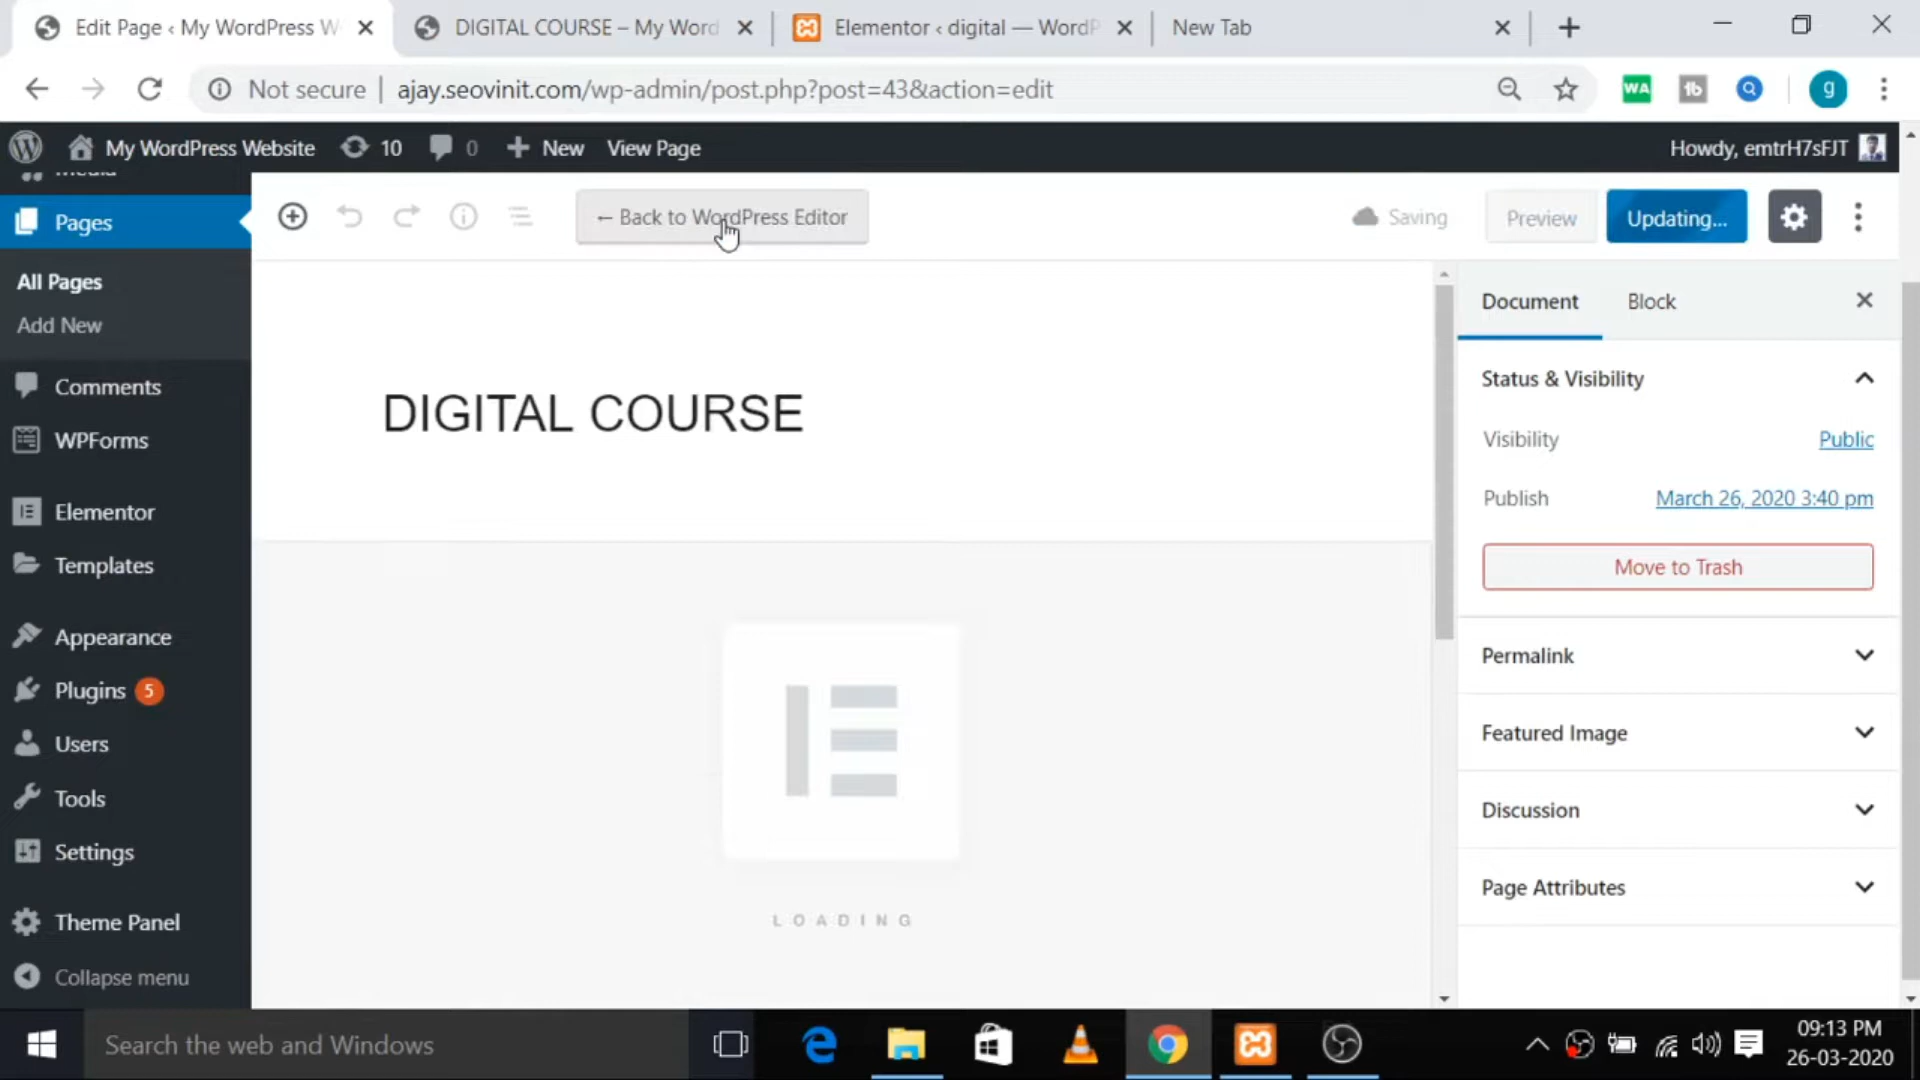 Edit Page ‹ My WordPress W
DIGITAL COURSE – My Word
Elementor ‹ digital — WordP
New Tab
Not secure | ajay.seovinit.com/wp-admin/post.php?post=43&action=edit
WA
g
My WordPress Website
10
0
New
View Page
Howdy, emtrH7sFJT
Pages
All Pages
Add New
Comments
WPForms
Elementor
Templates
Appearance
Plugins 5
Users
Tools
Settings
Theme Panel
Collapse menu
← Back to WordPress Editor
Saving
Preview
Updating...
DIGITAL COURSE
LOADING
Document
Block
Status & Visibility
Visibility
Public
Publish
March 26, 2020 3:40 pm
Move to Trash
Permalink
Featured Image
Discussion
Page Attributes
Search the web and Windows
09:13 PM
26-03-2020